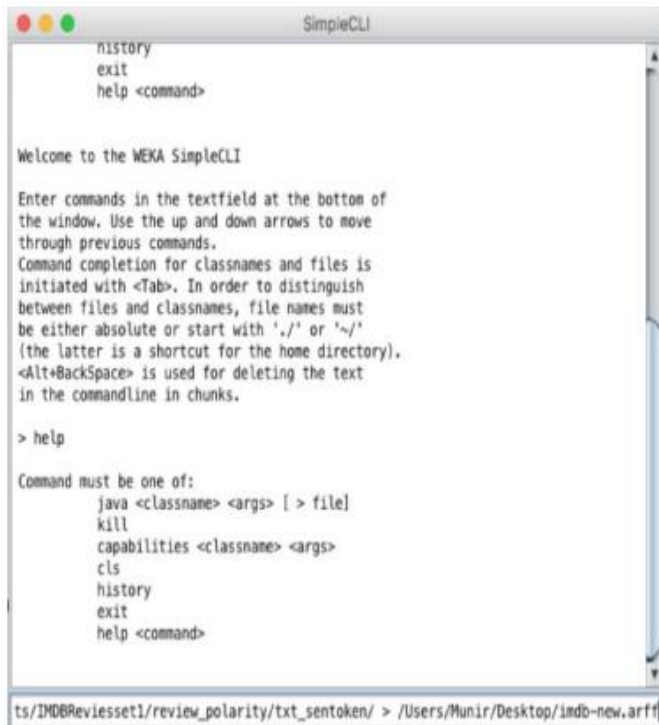 SimpleCLI
history
exit
help <command>
Welcome to the WEKA SimpleCLI
Enter commands in the textfield at the bottom of
the window. Use the up and down arrows to move
through previous commands.
Command completion for classnames and files is
initiated with <Tab>. In order to distinguish
between files and classnames, file names must
be either absolute or start with './' or '~/'
(the latter is a shortcut for the home directory).
<Alt+BackSpace> is used for deleting the text
in the commandline in chunks.
> help
Command must be one of:
java <classname> <args> [ > file]
kill
capabilities <classname> <args>
cls
history
exit
help <command>
ts/IMDBReviesset1/review_polarity/txt_sentoken/ > /Users/Munir/Desktop/imdb-new.arff